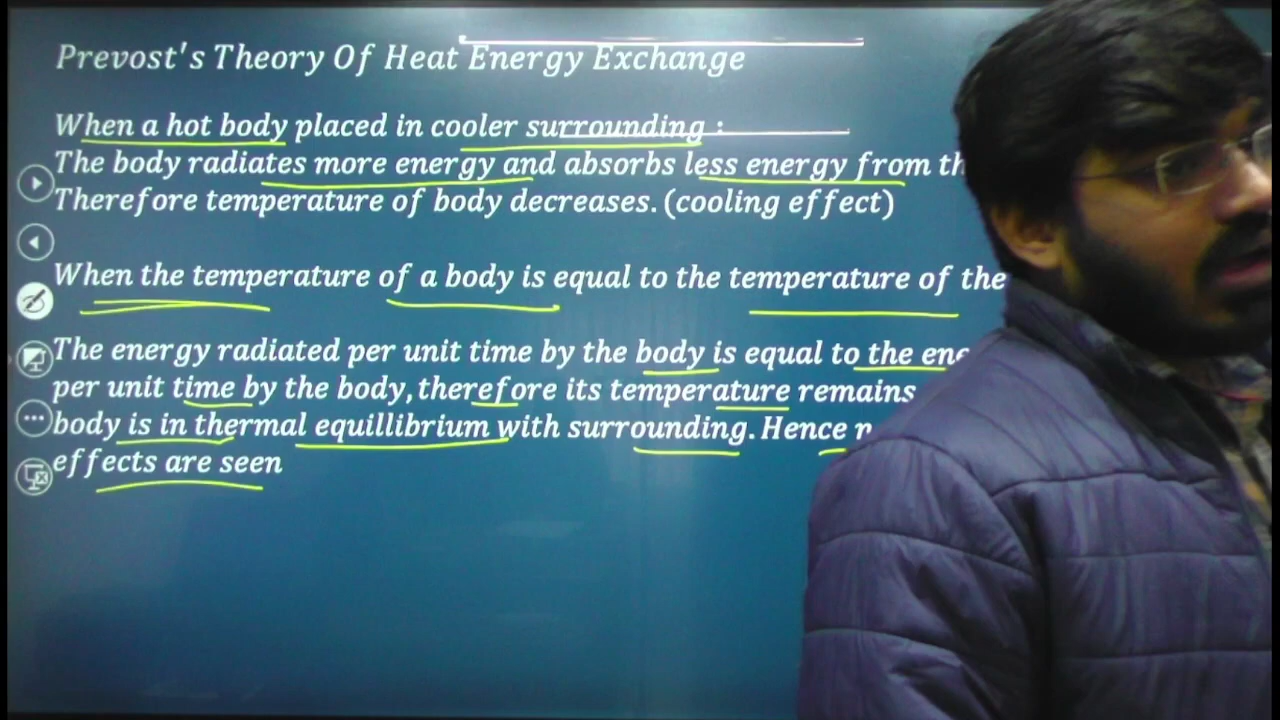 Prevost's Theory Of Heat Energy Exchange
When a hot body placed in cooler surrounding :
The body radiates more energy and absorbs less energy from
Therefore temperature of body decreases. (cooling effect)
When the temperature of a body is equal to the temperature of the
The energy radiated per unit time by the body is equal to the
per unit time by the body, therefore its temperature remains
body is in thermal equillibrium with surrounding. Hence
effects are seen